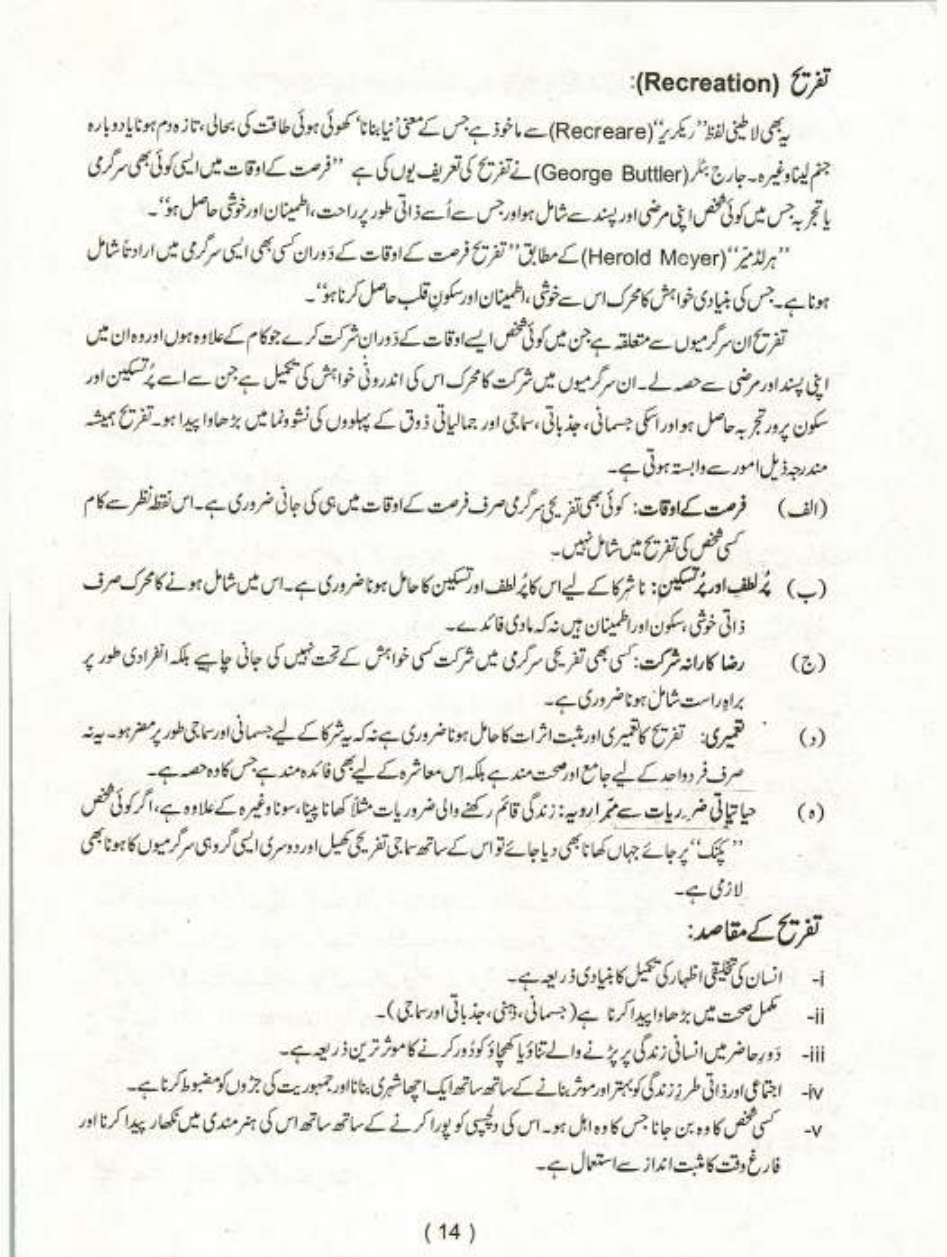 تفریح (Recreation):
یہ بھی لاطینی لفظ ’’ریکریر‘‘ (Recreare) سے ماخوذ ہے جس کے معنی ’نیا بنانا‘ کھوئی ہوئی طاقت کی بحالی، تازہ دم ہونا یا دوبارہ
جنم لینا وغیرہ۔ جارج بٹلر (George Buttler) نے تفریح کی تعریف یوں کی ہے ’’فرصت کے اوقات میں ایسی کوئی بھی سرگرمی
یا تجربہ جس میں کوئی شخص اپنی مرضی اور پسند سے شامل ہو اور جس سے اُسے ذاتی طور پر راحت، اطمینان اور خوشی حاصل ہو‘‘۔
’’ہرلڈ میئر‘‘ (Herold Meyer) کے مطابق ’’تفریح فرصت کے اوقات کے دَوران کسی بھی ایسی سرگرمی میں ارادتاً شامل
ہونا ہے۔ جس کی بنیادی خواہش کا محرک اس سے خوشی، اطمینان اور سکونِ قلب حاصل کرنا ہو‘‘۔
تفریح ان سرگرمیوں سے متعلقہ ہے جن میں کوئی شخص ایسے اوقات کے دَوران شرکت کرے جو کام کے علاوہ ہوں اور وہ ان میں
اپنی پسند اور مرضی سے حصہ لے۔ ان سرگرمیوں میں شرکت کا محرک اس کی اندرونی خواہش کی تکمیل ہے جن سے اسے پُر تسکین اور
سکون پرور تجربہ حاصل ہو اور اسکی جسمانی، جذباتی، سماجی اور جمالیاتی ذوق کے پہلووں کی نشوونما میں بڑھاوا پیدا ہو۔ تفریح ہمیشہ
مندرجہ ذیل امور سے وابستہ ہوتی ہے۔
(الف) فرصت کے اوقات: کوئی بھی تفریحی سرگرمی صرف فرصت کے اوقات میں ہی کی جانی ضروری ہے۔ اس نقطہ نظر سے کام
کسی شخص کی تفریح میں شامل نہیں۔
(ب) پُر لطف اور پُر تسکین: نا شرکا کے لیے اس کا پُر لطف اور تسکین کا حامل ہونا ضروری ہے۔ اس میں شامل ہونے کا محرک صرف
ذاتی خوشی، سکون اور اطمینان ہیں نہ کہ مادی فائدے۔
(ج) رضا کارانہ شرکت: کسی بھی تفریحی سرگرمی میں شرکت کسی خواہش کے تحت نہیں کی جانی چاہیے بلکہ انفرادی طور پر
براہِ راست شامل ہونا ضروری ہے۔
(د) تعمیری: تفریح کا تعمیری اور مثبت اثرات کا حامل ہونا ضروری ہے نہ کہ یہ شرکا کے لیے جسمانی اور سماجی طور پر مضر ہو۔ یہ نہ
صرف فردِ واحد کے لیے جامع اور صحت مند ہے بلکہ اِس معاشرہ کے لیے بھی فائدہ مند ہے جس کا وہ حصہ ہے۔
(ہ) حیاتیاتی ضروریات سے مبّرا رویہ: زندگی قائم رکھنے والی ضروریات مثلاً کھانا پینا، سونا وغیرہ کے علاوہ ہے، اگر کوئی شخص
’’پکنک‘‘ پر جائے جہاں کھانا بھی دیا جائے تو اس کے ساتھ سماجی تفریحی کھیل اور دوسری ایسی گروہی سرگرمیوں کا ہونا بھی
لازمی ہے۔
تفریح کے مقاصد:
i- انسان کی تخلیقی اظہار کی تکمیل کا بنیادی ذریعہ ہے۔
ii- مکمل صحت میں بڑھاوا پیدا کرنا ہے (جسمانی، ذہنی، جذباتی اور سماجی)۔
iii- دَورِ حاضر میں انسانی زندگی پر پڑنے والے تناؤ یا کھچاؤ کو دُور کرنے کا موثر ترین ذریعہ ہے۔
iv- اجتماعی اور ذاتی طرزِ زندگی کو بہتر اور موثر بنانے کے ساتھ ساتھ ایک اچھا شہری بنانا اور جمہوریت کی جڑوں کو مضبوط کرنا ہے۔
v- کسی شخص کا وہ بن جانا جس کا وہ اہل ہو۔ اس کی دلچسپی کو پورا کرنے کے ساتھ ساتھ اس کی ہنر مندی میں نکھار پیدا کرنا اور
فارغ وقت کا مثبت انداز سے استعمال ہے۔
(14)